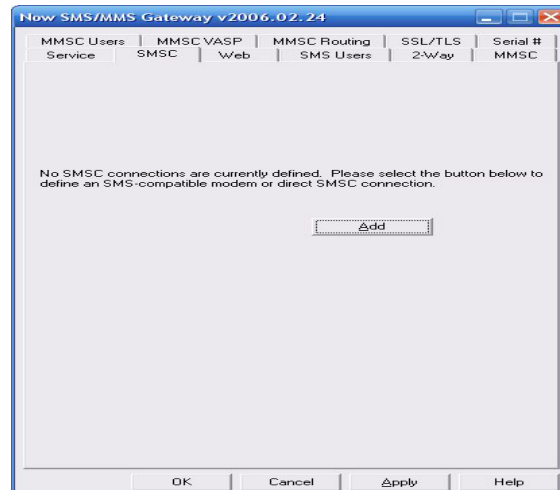 Now SMS/MMS Gateway v2006.02.24
MMSC Users MMSC VASP MMSC Routing SSL/TLS Serial #
Service SMSC Web SMS Users 2-Way MMSC
No SMSC connections are currently defined. Please select the button below to
define an SMS-compatible modem or direct SMSC connection.
Add
OK Cancel Apply Help